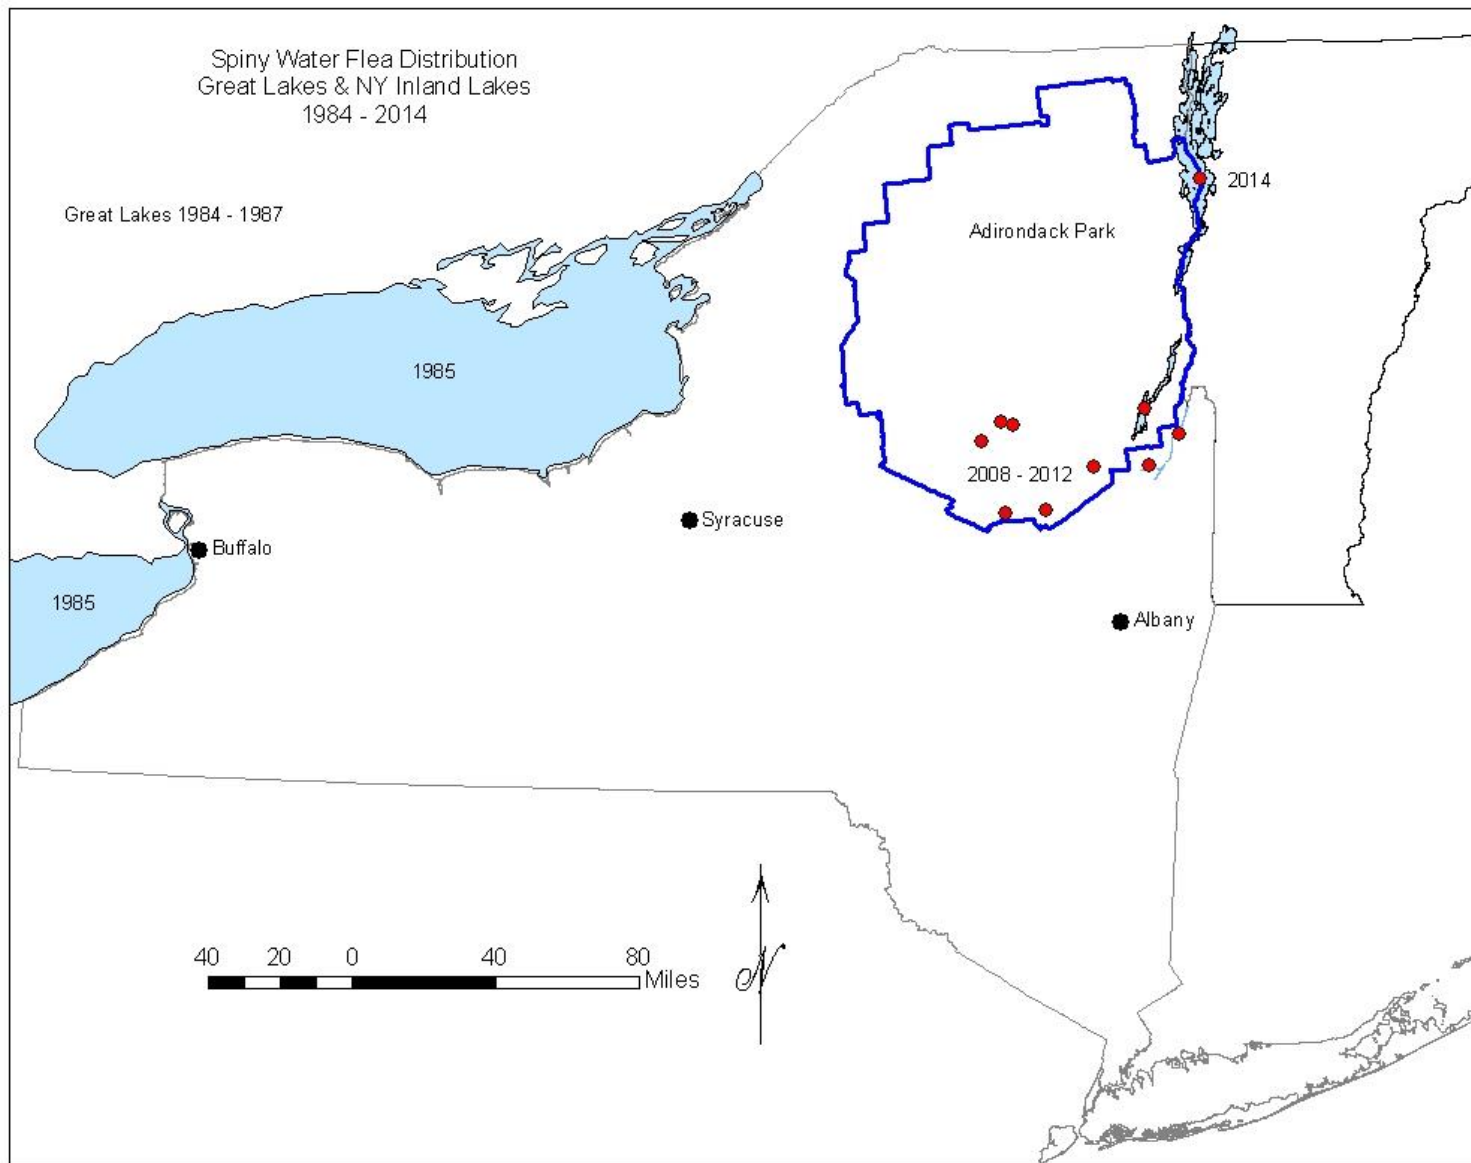 Spiny Water Flea Distribution
Great Lakes & NY Inland Lakes
1984 - 2014
2014
Great Lakes 1984 - 1987
Adirondack Park
1985
2008 - 2012
Syracuse
Buffalo
1985
Albany
40 20 0 40 80
Miles
N